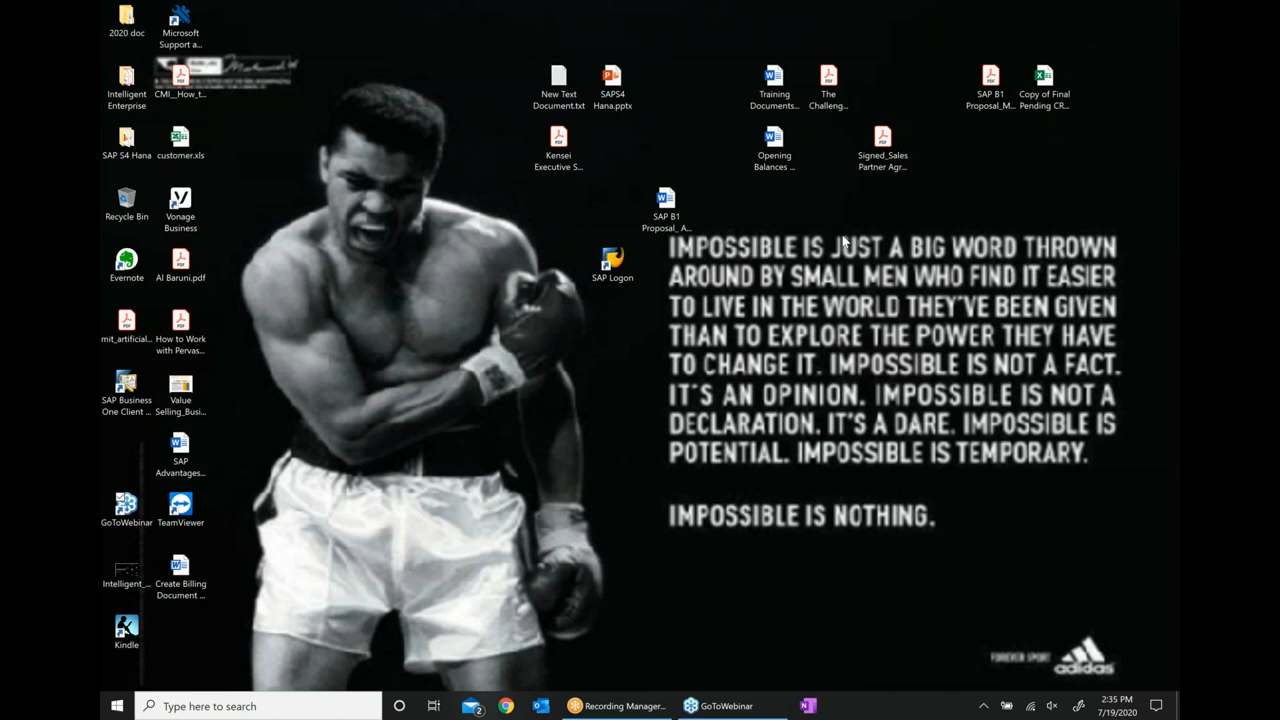 2020 doc
Microsoft
Support a...
Intelligent
Enterprise
CMI__How_t...
New Text
Document.txt
SAPS4
Hana.pptx
Training
Documents...
The
Challeng...
SAP B1
Proposal_M...
Copy of Final
Pending CR...
SAP S4 Hana
customer.xls
Kensei
Executive S...
Opening
Balances ...
Signed_Sales
Partner Agr...
Recycle Bin
Vonage
Business
SAP B1
Proposal_ A...
Evernote
Al Baruni.pdf
SAP Logon
IMPOSSIBLE IS JUST A BIG WORD THROWN
AROUND BY SMALL MEN WHO FIND IT EASIER
TO LIVE IN THE WORLD THEY'VE BEEN GIVEN
THAN TO EXPLORE THE POWER THEY HAVE
TO CHANGE IT. IMPOSSIBLE IS NOT A FACT.
IT'S AN OPINION. IMPOSSIBLE IS NOT A
DECLARATION. IT'S A DARE. IMPOSSIBLE IS
POTENTIAL. IMPOSSIBLE IS TEMPORARY.
IMPOSSIBLE IS NOTHING.
mit_artificial...
How to Work
with Pervas...
SAP Business
One Client ...
Value
Selling_Busi...
SAP
Advantages...
GoToWebinar
TeamViewer
Intelligent_...
Create Billing
Document ...
Kindle
FOREVER SPORT
adidas
Type here to search
2
Recording Manager...
GoToWebinar
2:35 PM
7/19/2020